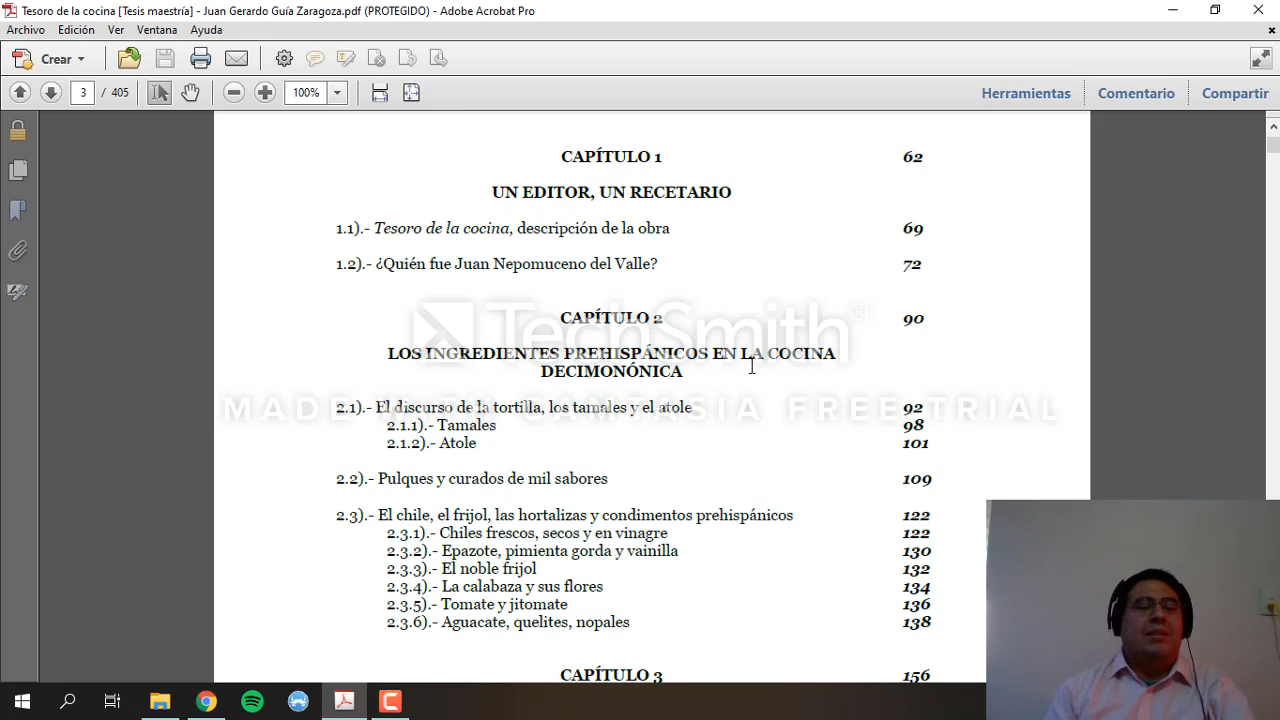 Tesoro de la cocina [Tesis maestría] - Juan Gerardo Guía Zaragoza.pdf (PROTEGIDO) - Adobe Acrobat Pro
Archivo Edición Ver Ventana Ayuda
Crear
3 / 405 100% Herramientas Comentario Compartir
CAPÍTULO 1 62
UN EDITOR, UN RECETARIO
1.1).- Tesoro de la cocina, descripción de la obra 69
1.2).- ¿Quién fue Juan Nepomuceno del Valle? 72
CAPÍTULO 2 90
TechSmith®
LOS INGREDIENTES PREHISPÁNICOS EN LA COCINA
DECIMONÓNICA
2.1).- El discurso de la tortilla, los tamales y el atole 92
MADE WITH CAMTASIA FREE TRIAL
2.1.1).- Tamales 98
2.1.2).- Atole 101
2.2).- Pulques y curados de mil sabores 109
2.3).- El chile, el frijol, las hortalizas y condimentos prehispánicos 122
2.3.1).- Chiles frescos, secos y en vinagre 122
2.3.2).- Epazote, pimienta gorda y vainilla 130
2.3.3).- El noble frijol 132
2.3.4).- La calabaza y sus flores 134
2.3.5).- Tomate y jitomate 136
2.3.6).- Aguacate, quelites, nopales 138
CAPÍTULO 3 156